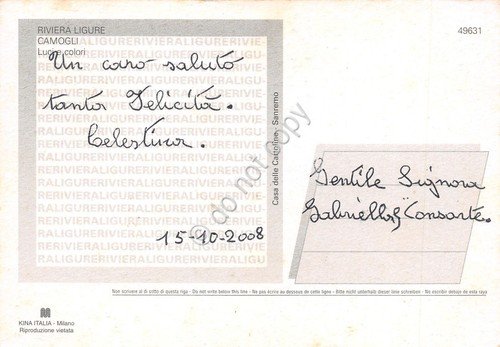 RIVIERA LIGURE
CAMOGLI
Luci e colori
49631
Un caro saluto
tanta Felicità.
Celestina.
15-10-2008
Casa delle Cartoline - Sanremo
Gentile Signora
Gabriella Consorte.
Non scrivere al di sotto di questa riga - Do not write below this line - Ne pas écrire au dessous de cette ligne - Bitte nicht unterhalb dieser linie schreiben - No escribir debajo de esta raya
KINA ITALIA - Milano
Riproduzione vietata
© do not copy